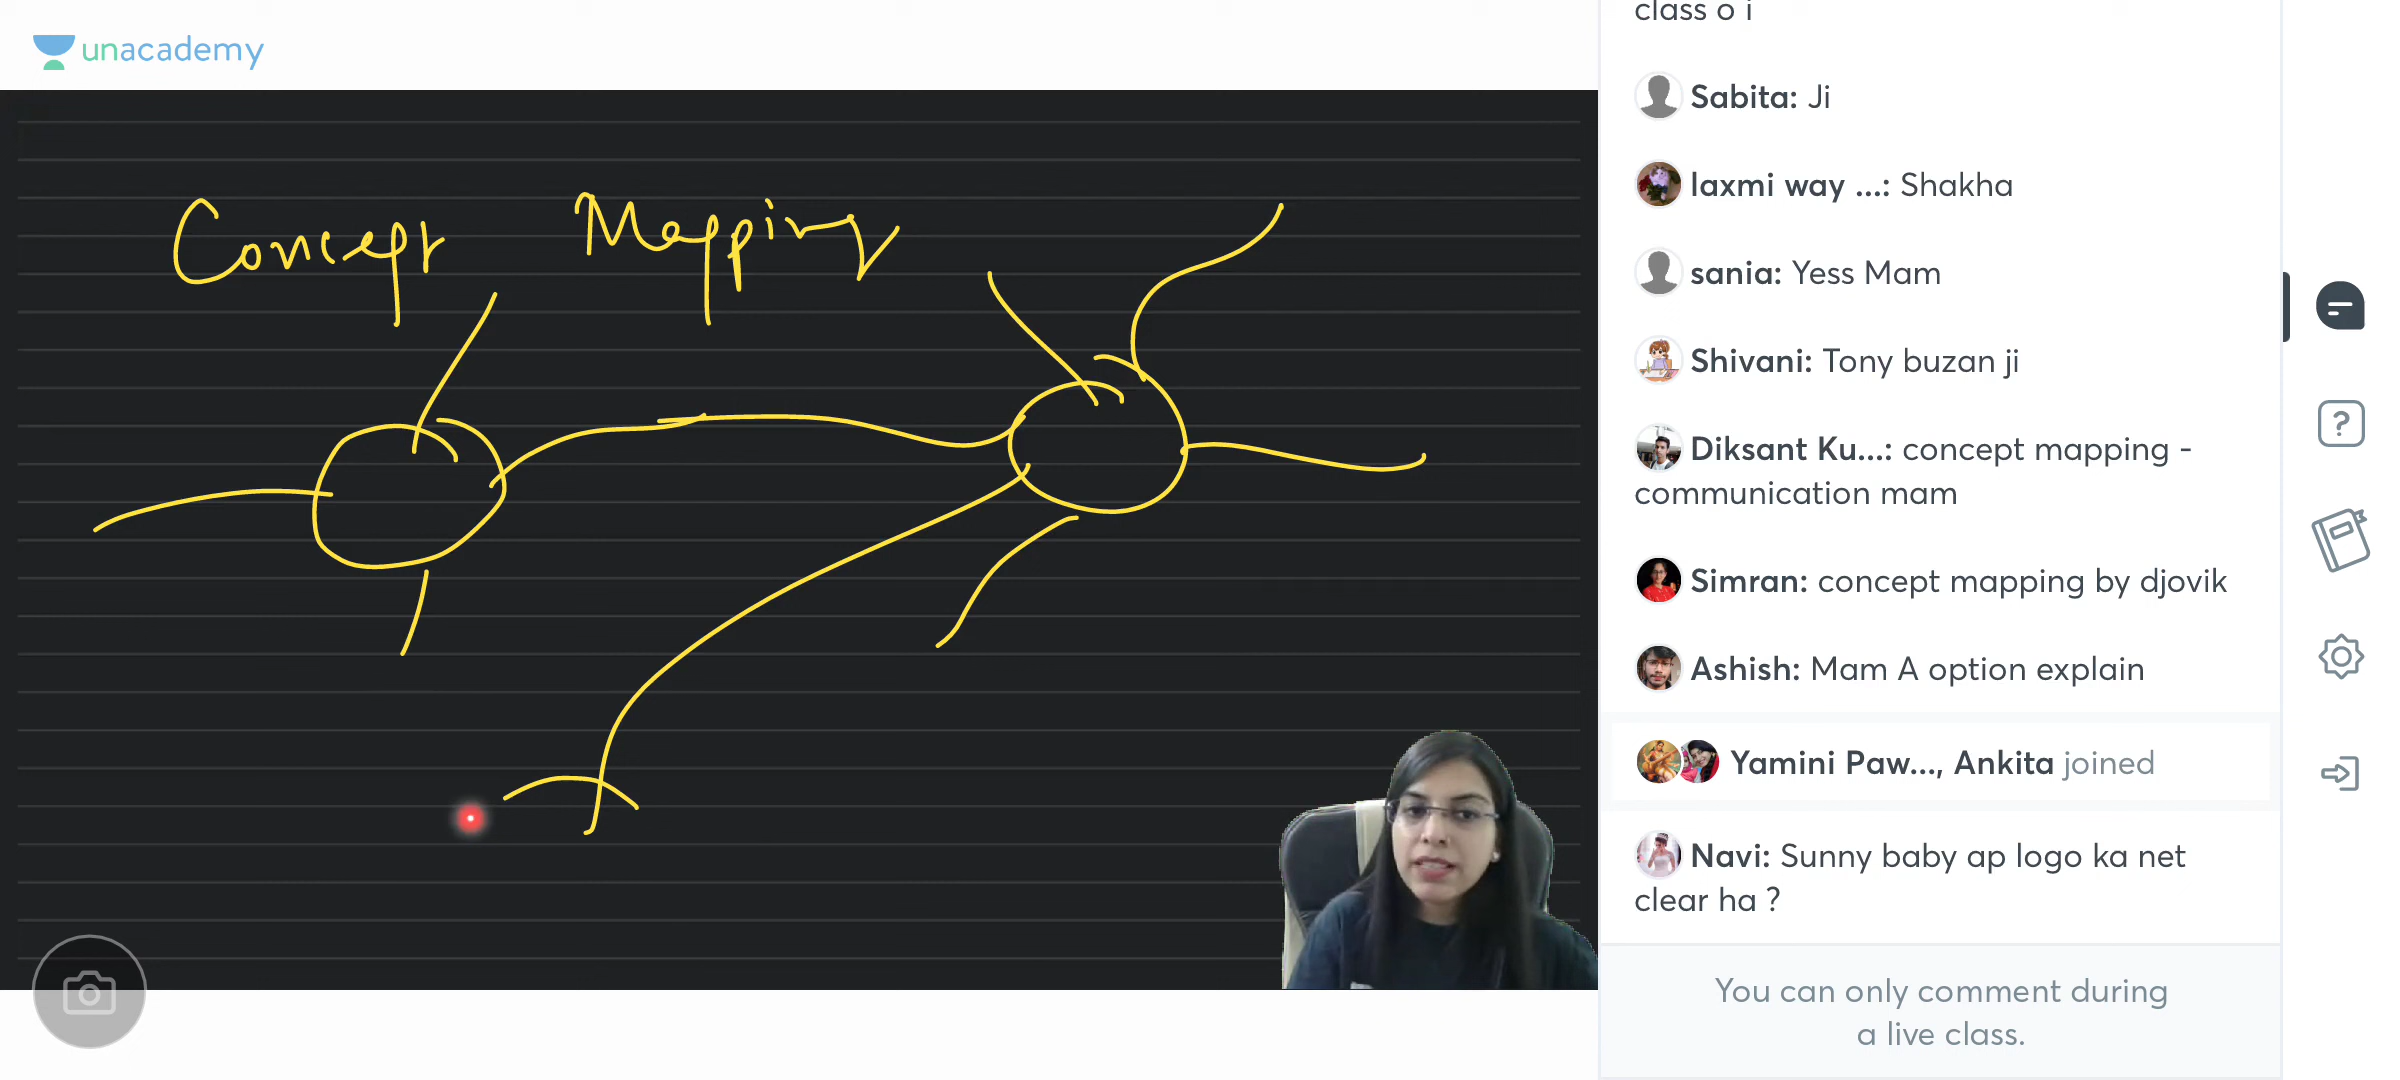 unacademy
Concept Mapping
class o i
Sabita: Ji
laxmi way ...: Shakha
sania: Yess Mam
Shivani: Tony buzan ji
Diksant Ku...: concept mapping -
communication mam
Simran: concept mapping by djovik
Ashish: Mam A option explain
Yamini Paw..., Ankita joined
Navi: Sunny baby ap logo ka net
clear ha ?
You can only comment during
a live class.